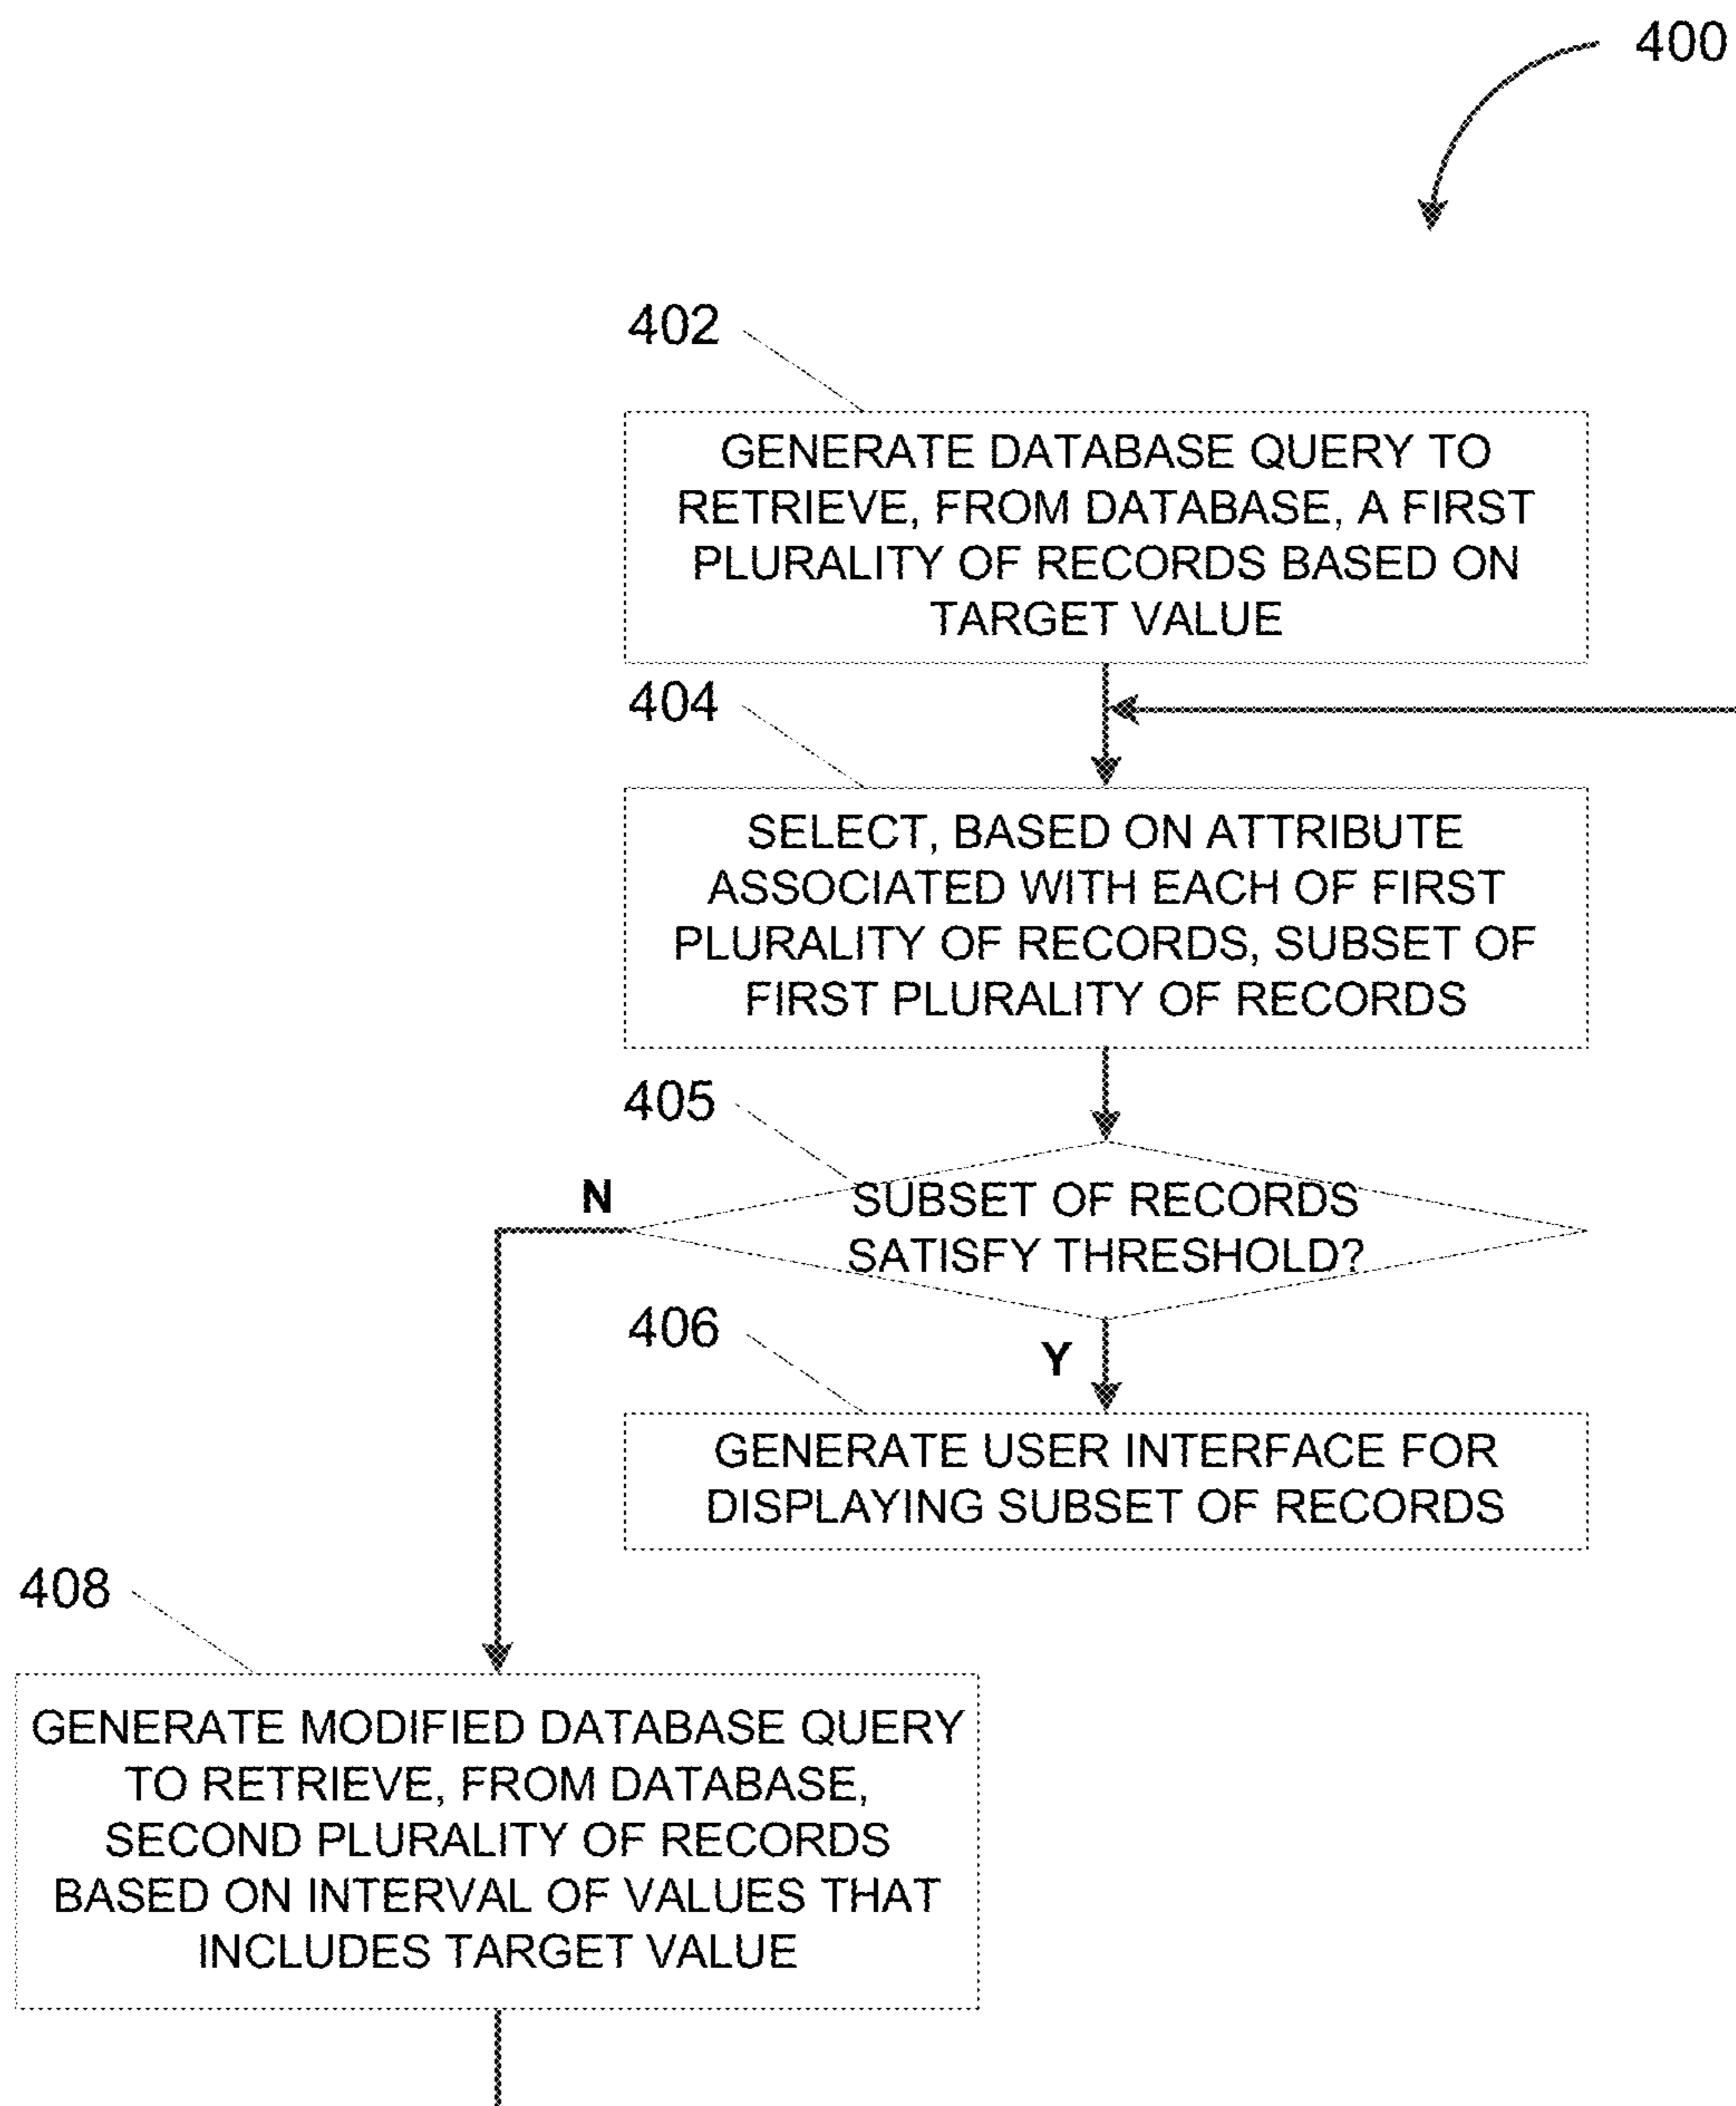 400
402
GENERATE DATABASE QUERY TO
RETRIEVE, FROM DATABASE, A FIRST
PLURALITY OF RECORDS BASED ON
TARGET VALUE
404
SELECT, BASED ON ATTRIBUTE
ASSOCIATED WITH EACH OF FIRST
PLURALITY OF RECORDS, SUBSET OF
FIRST PLURALITY OF RECORDS
405
N
SUBSET OF RECORDS
SATISFY THRESHOLD?
406
Y
GENERATE USER INTERFACE FOR
DISPLAYING SUBSET OF RECORDS
408
GENERATE MODIFIED DATABASE QUERY
TO RETRIEVE, FROM DATABASE,
SECOND PLURALITY OF RECORDS
BASED ON INTERVAL OF VALUES THAT
INCLUDES TARGET VALUE